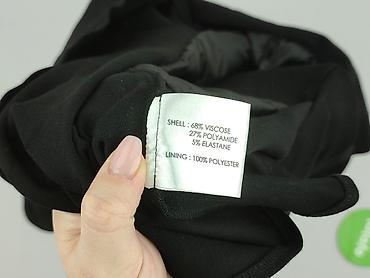 SHELL : 68% VISCOSE
27% POLYAMIDE
5% ELASTANE
LINING : 100% POLYESTER